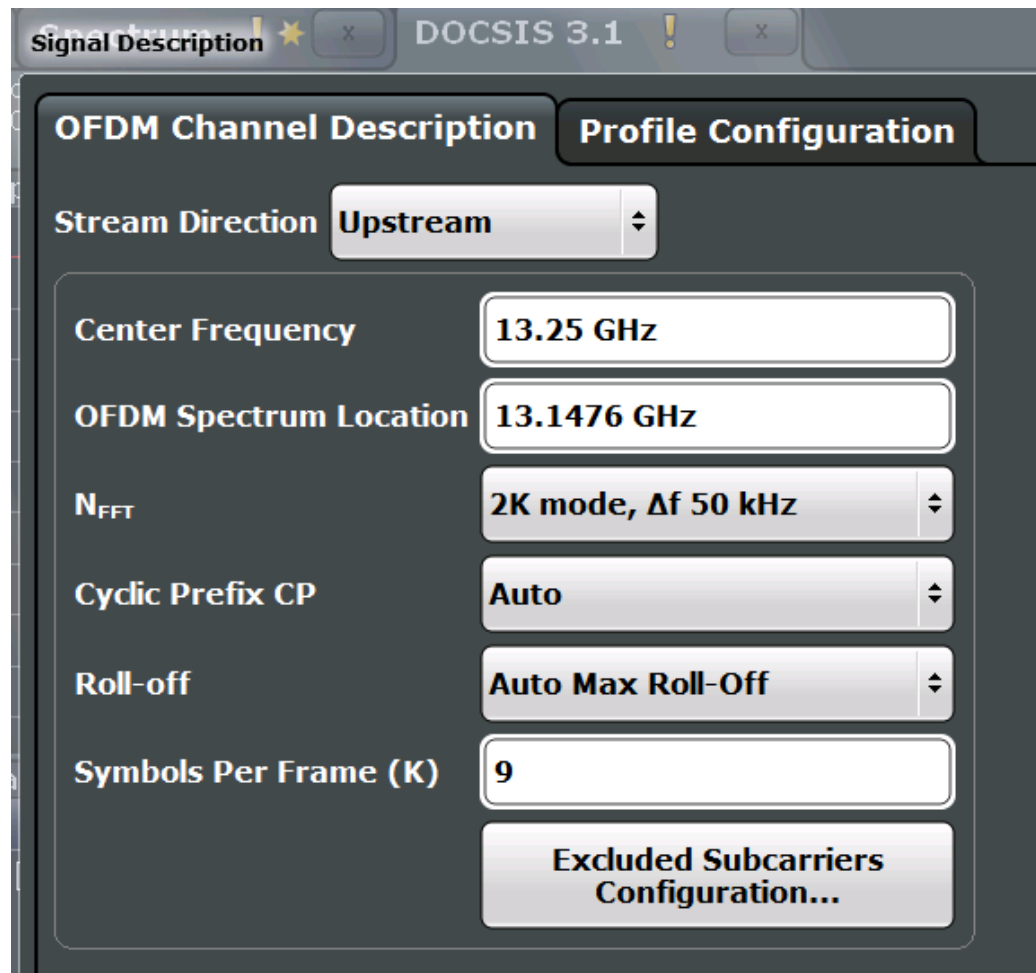 Signal Description
DOCSIS 3.1 ! x
OFDM Channel Description Profile Configuration
Stream Direction Upstream
Center Frequency 13.25 GHz
OFDM Spectrum Location 13.1476 GHz
NFFT 2K mode, Δf 50 kHz
Cyclic Prefix CP Auto
Roll-off Auto Max Roll-Off
Symbols Per Frame (K) 9
Excluded Subcarriers
Configuration...